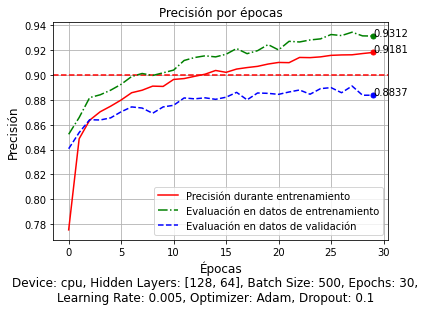 Precisión por épocas
Precisión
0.94
0.92
0.90
0.88
0.86
0.84
0.82
0.80
0.78
0.9312
0.9181
0.8837
Precisión durante entrenamiento
Evaluación en datos de entrenamiento
Evaluación en datos de validación
0 5 10 15 20 25 30
Épocas
Device: cpu, Hidden Layers: [128, 64], Batch Size: 500, Epochs: 30,
Learning Rate: 0.005, Optimizer: Adam, Dropout: 0.1